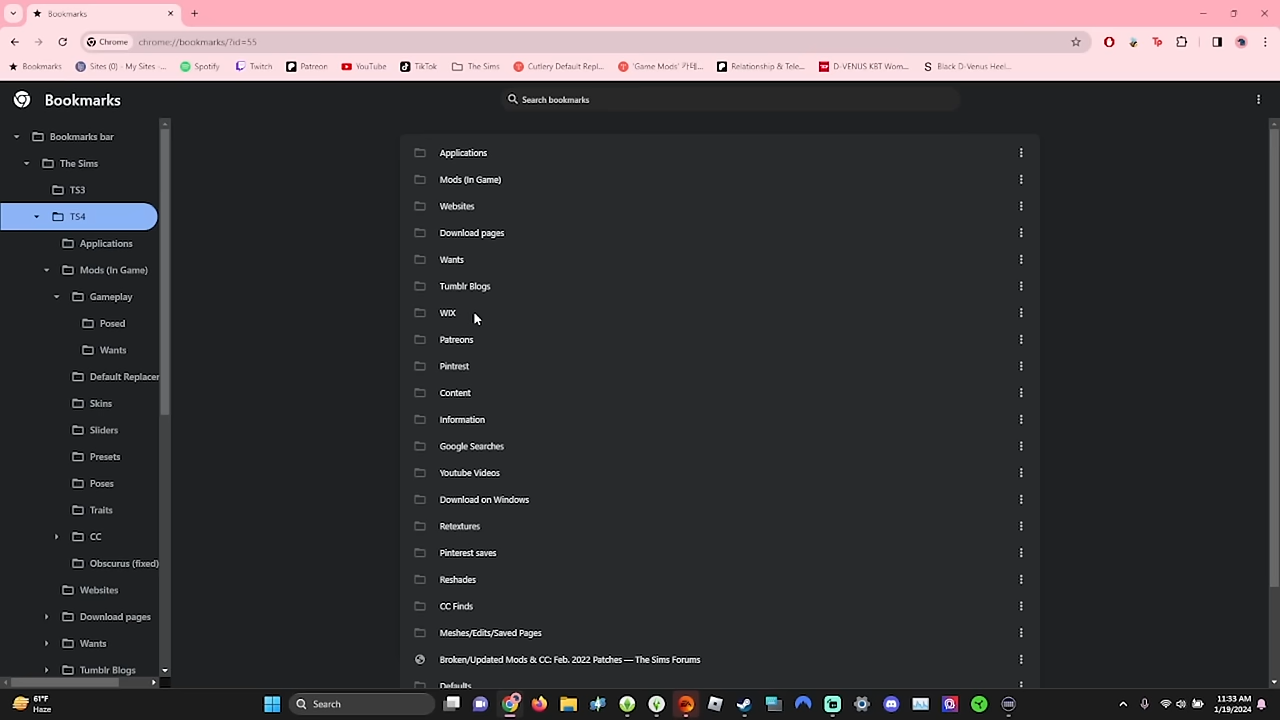 Bookmarks
Chrome chrome://bookmarks/?id=55
Bookmarks Sites (0) - My Sites -... Spotify Twitch Patreon YouTube TikTok The Sims Cutlery Default Repl... Relationship & Tele... D-VENUS KBT Wom... Black D-Venus Heel...
Bookmarks
Search bookmarks
Bookmarks bar
The Sims
TS3
TS4
Applications
Mods (In Game)
Gameplay
Posed
Wants
Default Replacer
Skins
Sliders
Presets
Poses
Traits
CC
Obscurus (fixed)
Websites
Download pages
Wants
Tumblr Blogs
Applications
Mods (In Game)
Websites
Download pages
Wants
Tumblr Blogs
WIX
Patreons
Pintrest
Content
Information
Google Searches
Youtube Videos
Download on Windows
Retextures
Pinterest saves
Reshades
CC Finds
Meshes/Edits/Saved Pages
Broken/Updated Mods & CC: Feb. 2022 Patches — The Sims Forums
Defaults
61°F
Haze
Search
11:33 AM
1/19/2024